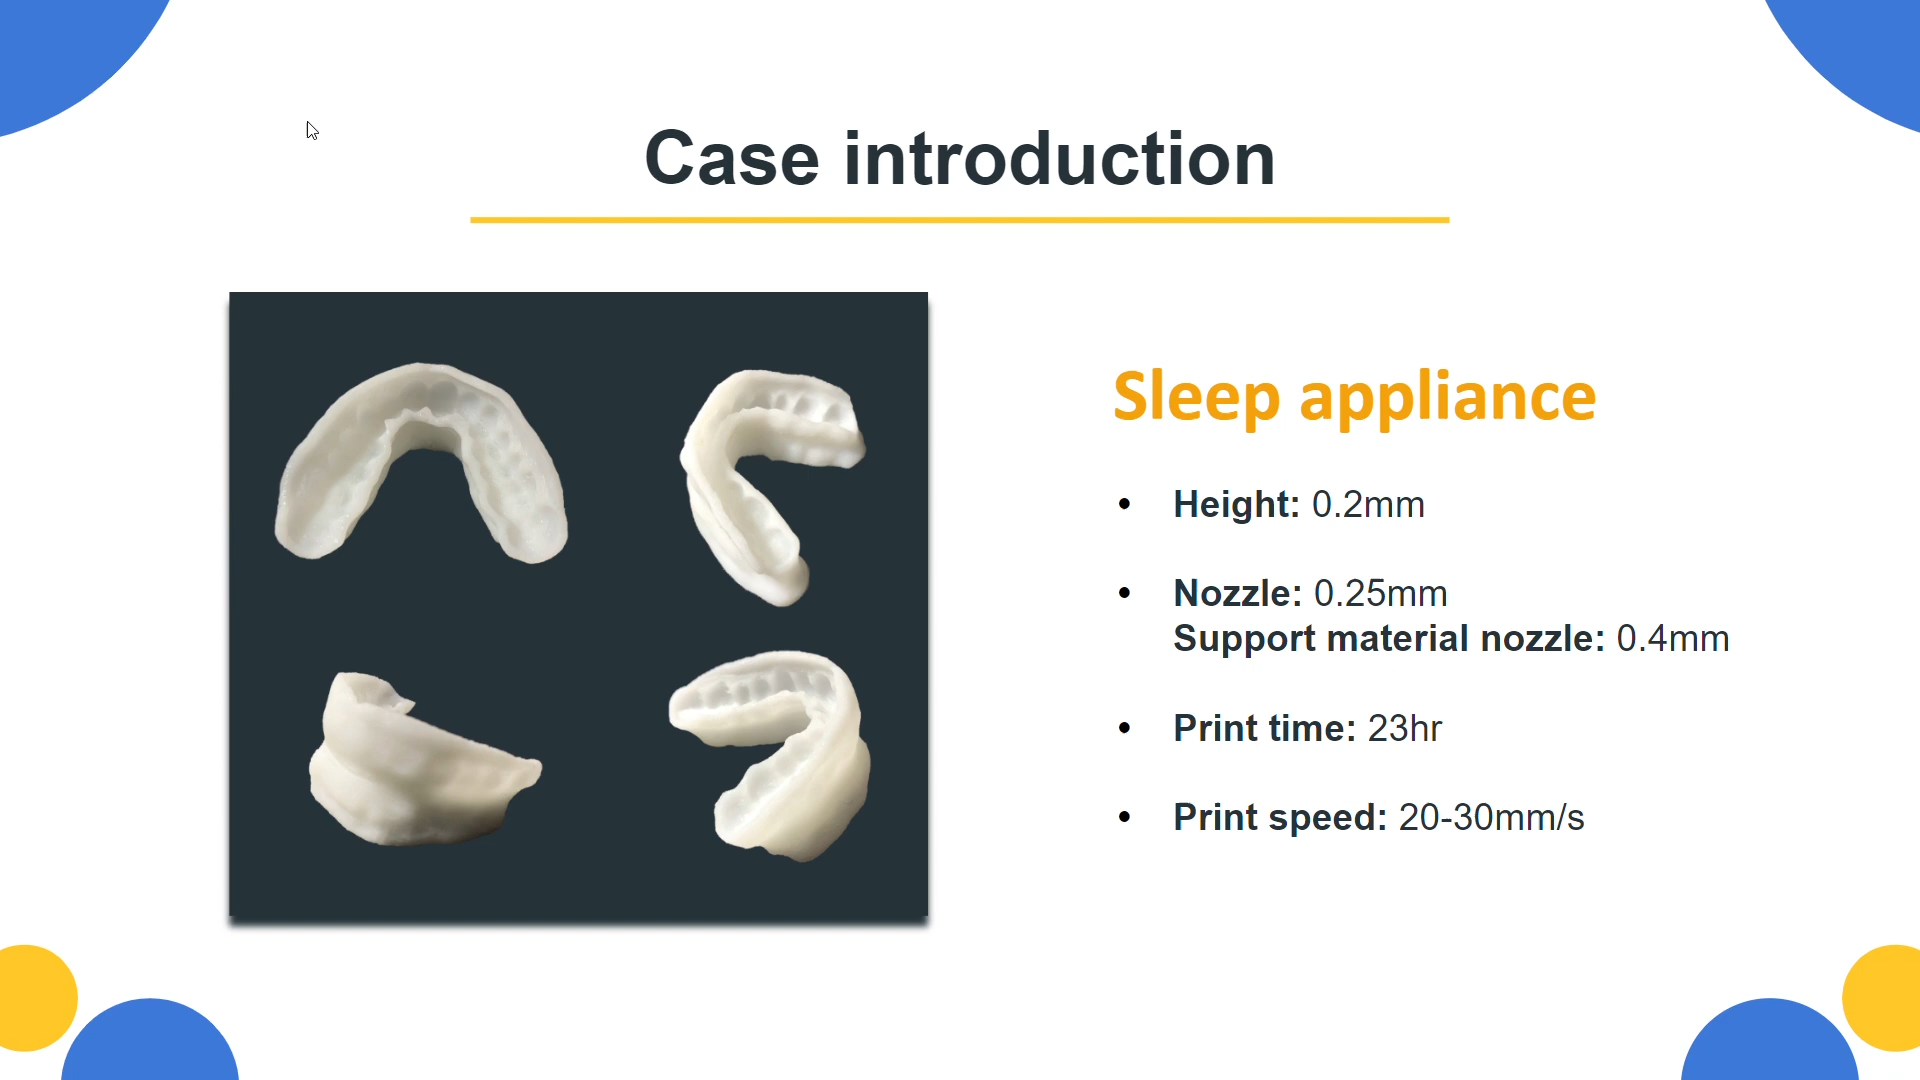 Case introduction
Sleep appliance
• Height: 0.2mm
• Nozzle: 0.25mm
Support material nozzle: 0.4mm
• Print time: 23hr
• Print speed: 20-30mm/s